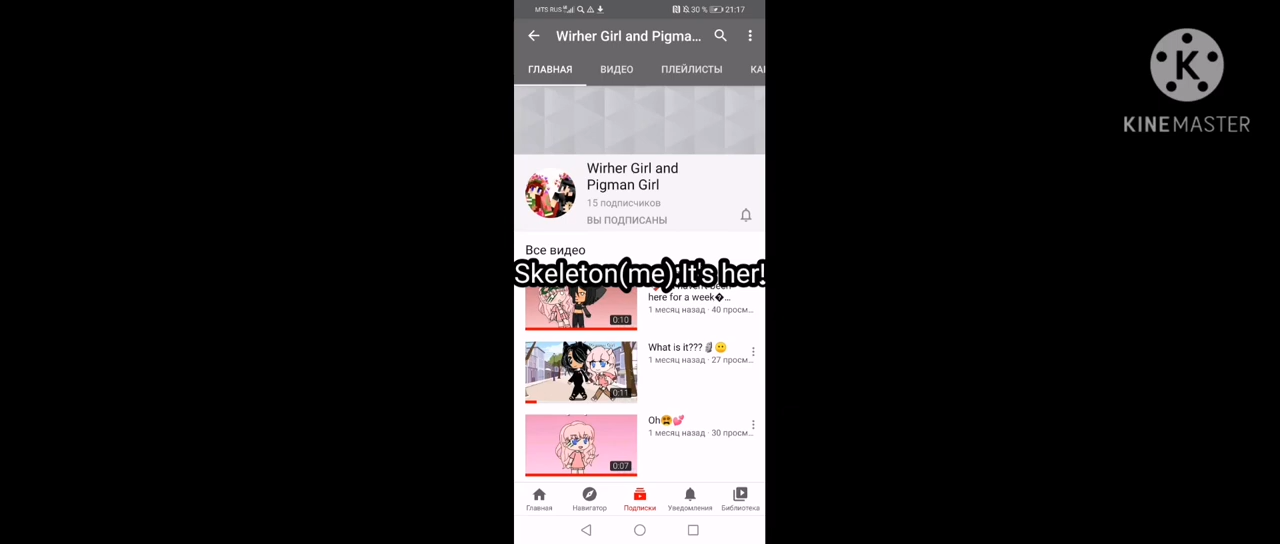 MTS RUS 30 % 21:17
Wirher Girl and Pigma...
ГЛАВНАЯ ВИДЕО ПЛЕЙЛИСТЫ КА
K
KINEMASTER
Wirher Girl and
Pigman Girl
15 подписчиков
ВЫ ПОДПИСАНЫ
Все видео
Skeleton(me):It's her!
here for a week�...
1 месяц назад · 40 просм...
0:10
What is it???🗿🙂
1 месяц назад · 27 просм...
0:11
Oh😫💕
1 месяц назад · 30 просм...
0:07
Главная Навигатор Подписки Уведомления Библиотека